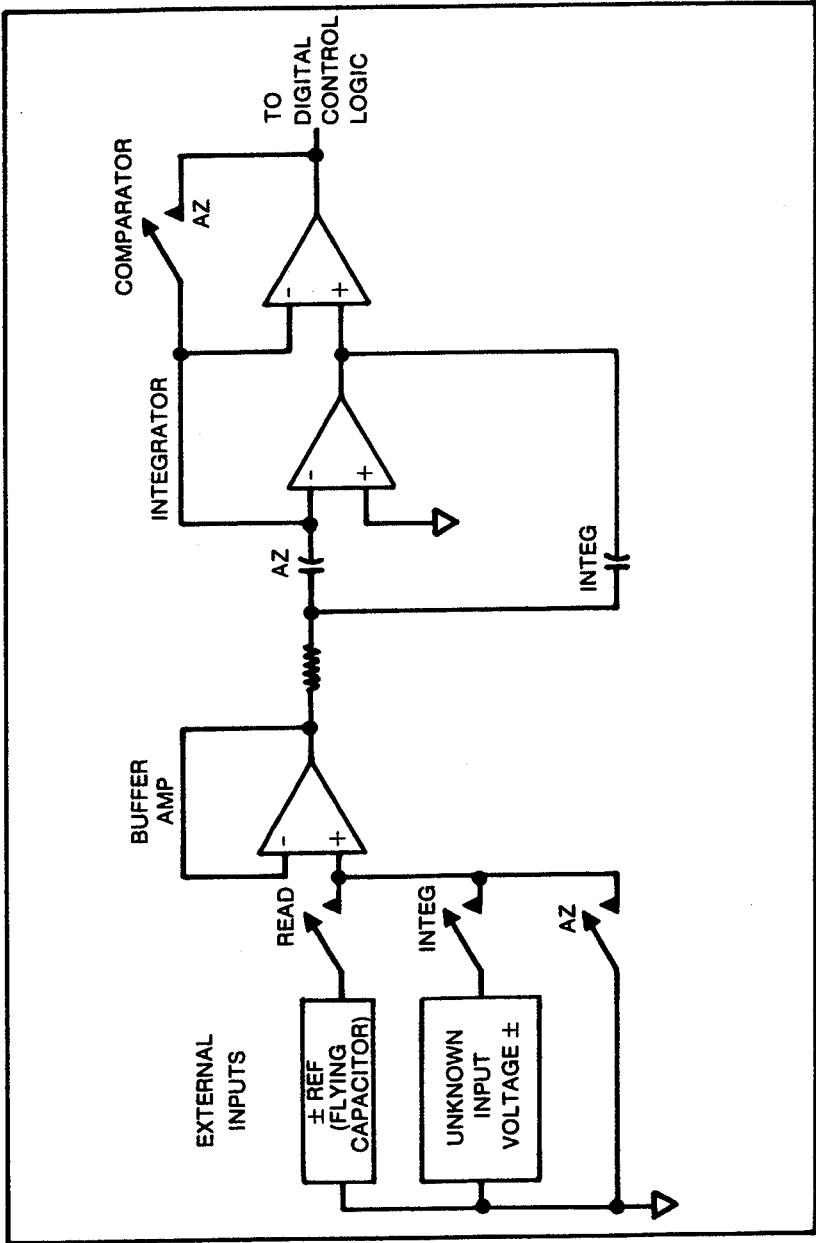 EXTERNAL
INPUTS
± REF
(FLYING
CAPACITOR)
UNKNOWN
INPUT
VOLTAGE ±
READ
INTEG
AZ
BUFFER
AMP
-
+
AZ
INTEG
INTEGRATOR
-
+
COMPARATOR
AZ
-
+
TO
DIGITAL
CONTROL
LOGIC